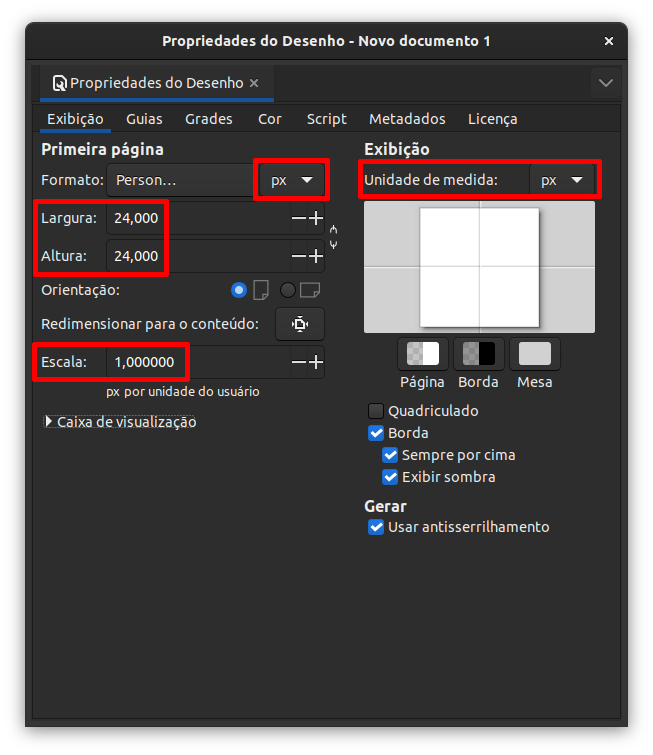 Propriedades do Desenho - Novo documento 1
Propriedades do Desenho
Exibição Guias Grades Cor Script Metadados Licença
Primeira página
Formato: Person... px
Largura: 24,000
Altura: 24,000
Orientação:
Redimensionar para o conteúdo:
Escala: 1,000000
px por unidade do usuário
Caixa de visualização
Exibição
Unidade de medida: px
Página Borda Mesa
Quadriculado
Borda
Sempre por cima
Exibir sombra
Gerar
Usar antisserrilhamento